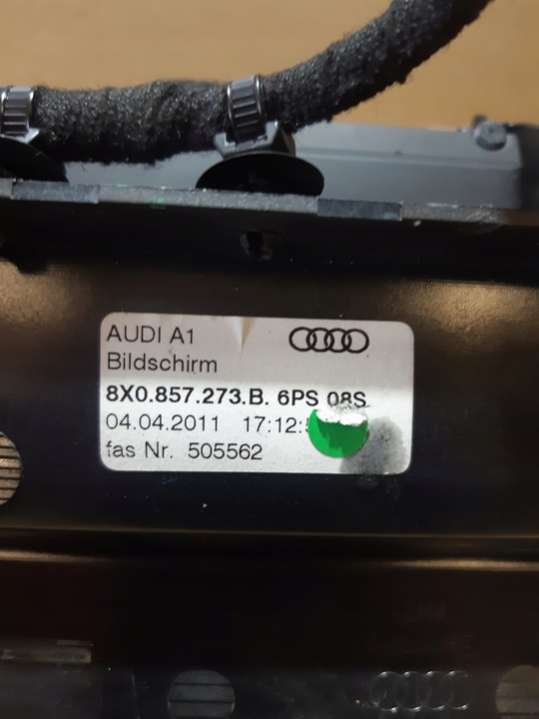 AUDI A1
Bildschirm
8X0.857.273.B. 6PS 08S
04.04.2011 17:12:
fas Nr. 505562